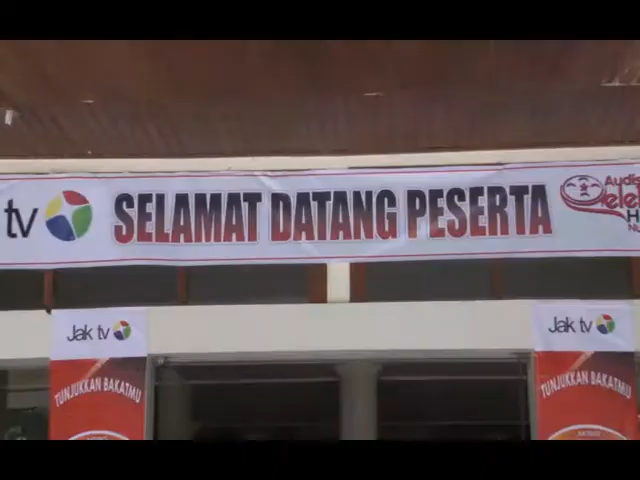 tv SELAMAT DATANG PESERTA
Jak tv
TUNJUKKAN BAKATMU
Jak tv
TUNJUKKAN BAKATMU